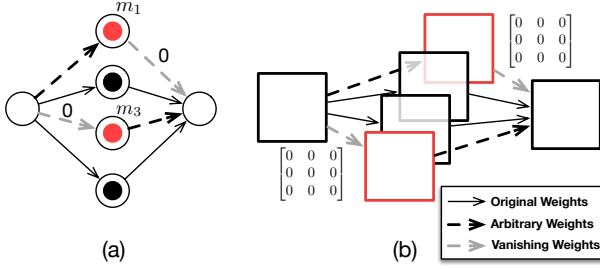 m₁
0
0
m₃
(a)
[0 0 0
0 0 0
0 0 0]
[0 0 0
0 0 0
0 0 0]
(b)
Original Weights
Arbitrary Weights
Vanishing Weights